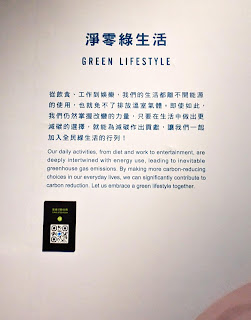 淨零綠生活
GREEN LIFESTYLE
從飲食、工作到娛樂，我們的生活都離不開能源
的使用，也就免不了排放溫室氣體。即使如此，
我們仍然掌握改變的力量，只要在生活中做出更
減碳的選擇，就能為減碳作出貢獻，讓我們一起
加入全民綠生活的行列！
Our daily activities, from diet and work to entertainment, are
deeply intertwined with energy use, leading to inevitable
greenhouse gas emissions. By making more carbon-reducing
choices in our everyday lives, we can significantly contribute to
carbon reduction. Let us embrace a green lifestyle together.